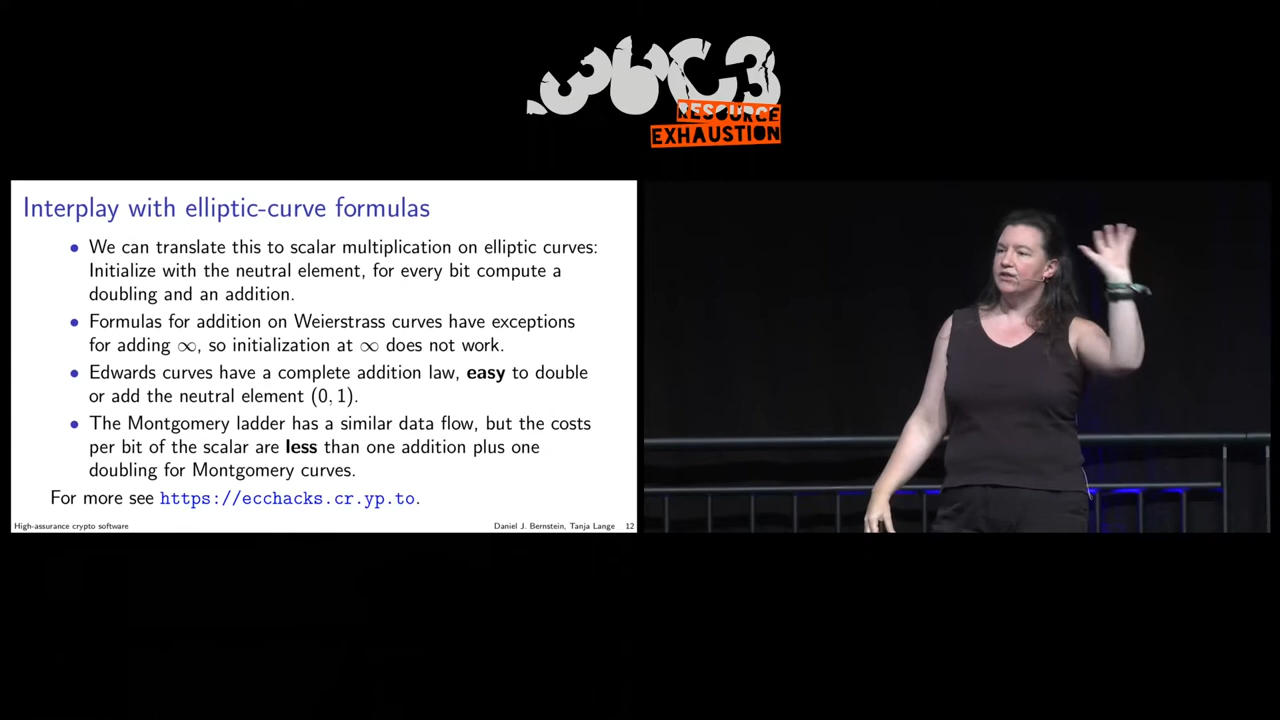 36C3
RESOURCE
EXHAUSTION
Interplay with elliptic-curve formulas
• We can translate this to scalar multiplication on elliptic curves:
Initialize with the neutral element, for every bit compute a
doubling and an addition.
• Formulas for addition on Weierstrass curves have exceptions
for adding ∞, so initialization at ∞ does not work.
• Edwards curves have a complete addition law, easy to double
or add the neutral element (0, 1).
• The Montgomery ladder has a similar data flow, but the costs
per bit of the scalar are less than one addition plus one
doubling for Montgomery curves.
For more see https://ecchacks.cr.yp.to.
High-assurance crypto software
Daniel J. Bernstein, Tanja Lange 12